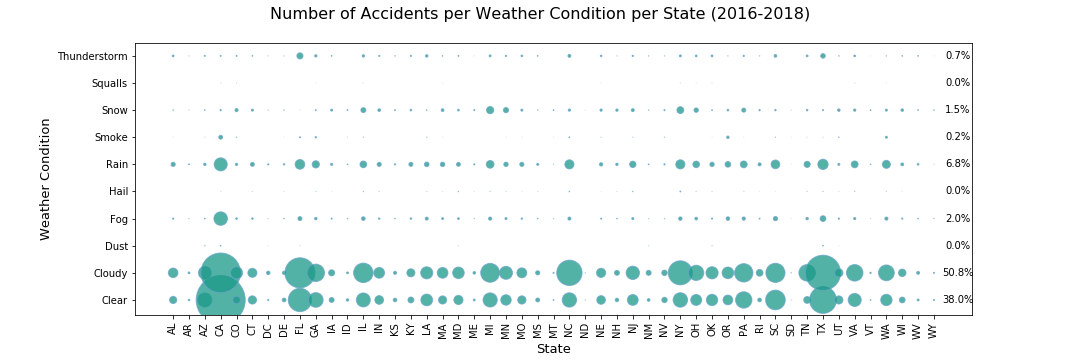 Number of Accidents per Weather Condition per State (2016-2018)
Weather Condition
Thunderstorm 0.7%
Squalls 0.0%
Snow 1.5%
Smoke 0.2%
Rain 6.8%
Hail 0.0%
Fog 2.0%
Dust 0.0%
Cloudy 50.8%
Clear 38.0%
AL AR AZ CA CO CT DC DE FL GA IA ID IL IN KS KY LA MA MD ME MI MN MO MS MT NC ND NE NH NJ NM NV NY OH OK OR PA RI SC SD TN TX UT VA VT WA WI WV WY
State